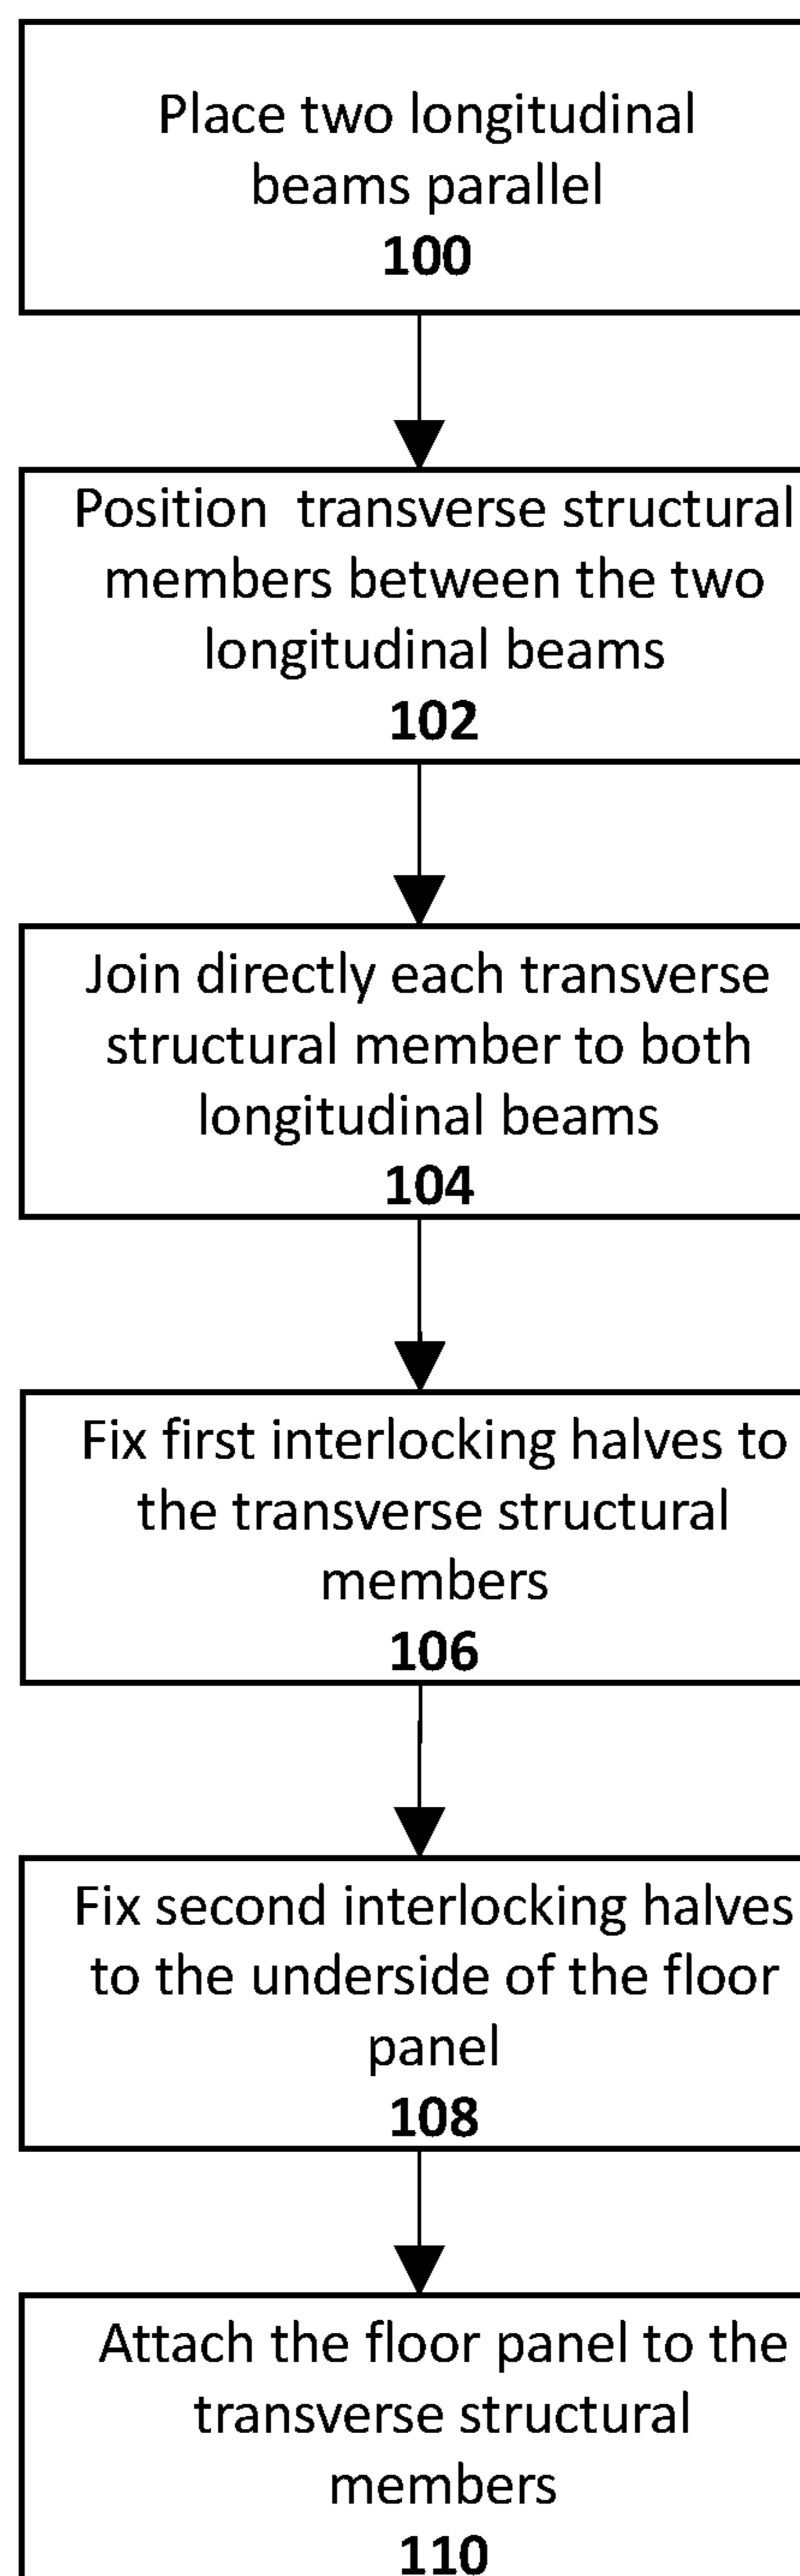 Place two longitudinal
beams parallel
100
Position  transverse structural
members between the two
longitudinal beams
102
Join directly each transverse
structural member to both
longitudinal beams
104
Fix first interlocking halves to
the transverse structural
members
106
Fix second interlocking halves
to the underside of the floor
panel
108
Attach the floor panel to the
transverse structural
members
110